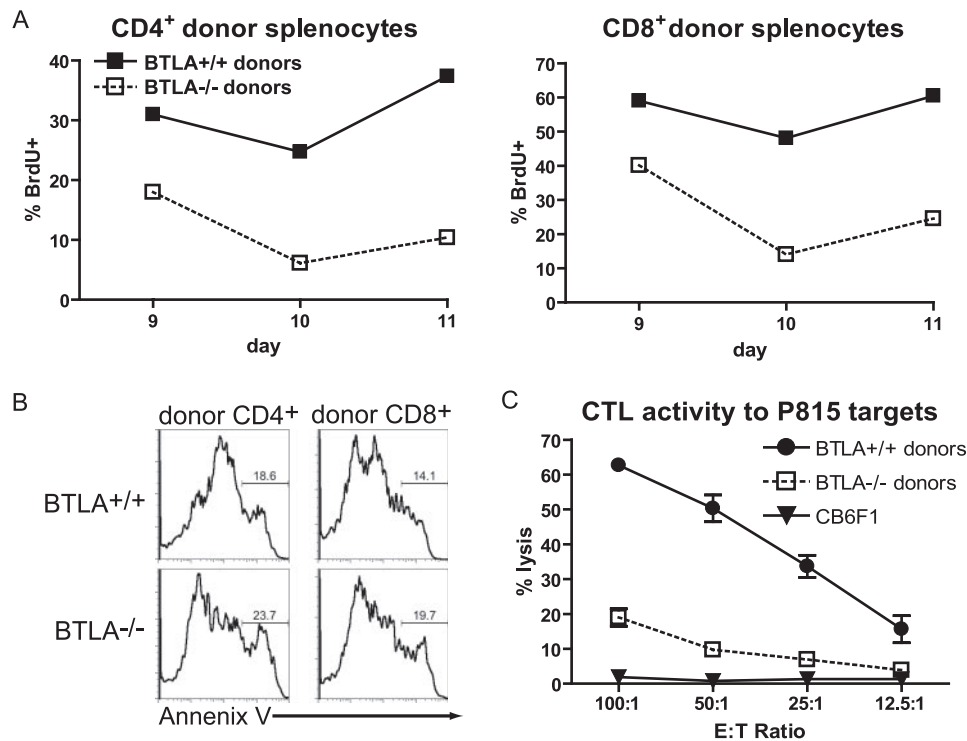 A
CD4+ donor splenocytes
BTLA+/+ donors
BTLA-/- donors
% BrdU+
40
30
20
10
0
9 10 11
day
CD8+ donor splenocytes
% BrdU+
70
60
50
40
30
20
10
0
9 10 11
day
B
donor CD4+ donor CD8+
BTLA+/+
18.6 14.1
BTLA-/-
23.7 19.7
Annenix V
C
CTL activity to P815 targets
BTLA+/+ donors
BTLA-/- donors
CB6F1
% lysis
70
60
50
40
30
20
10
0
100:1 50:1 25:1 12.5:1
E:T Ratio